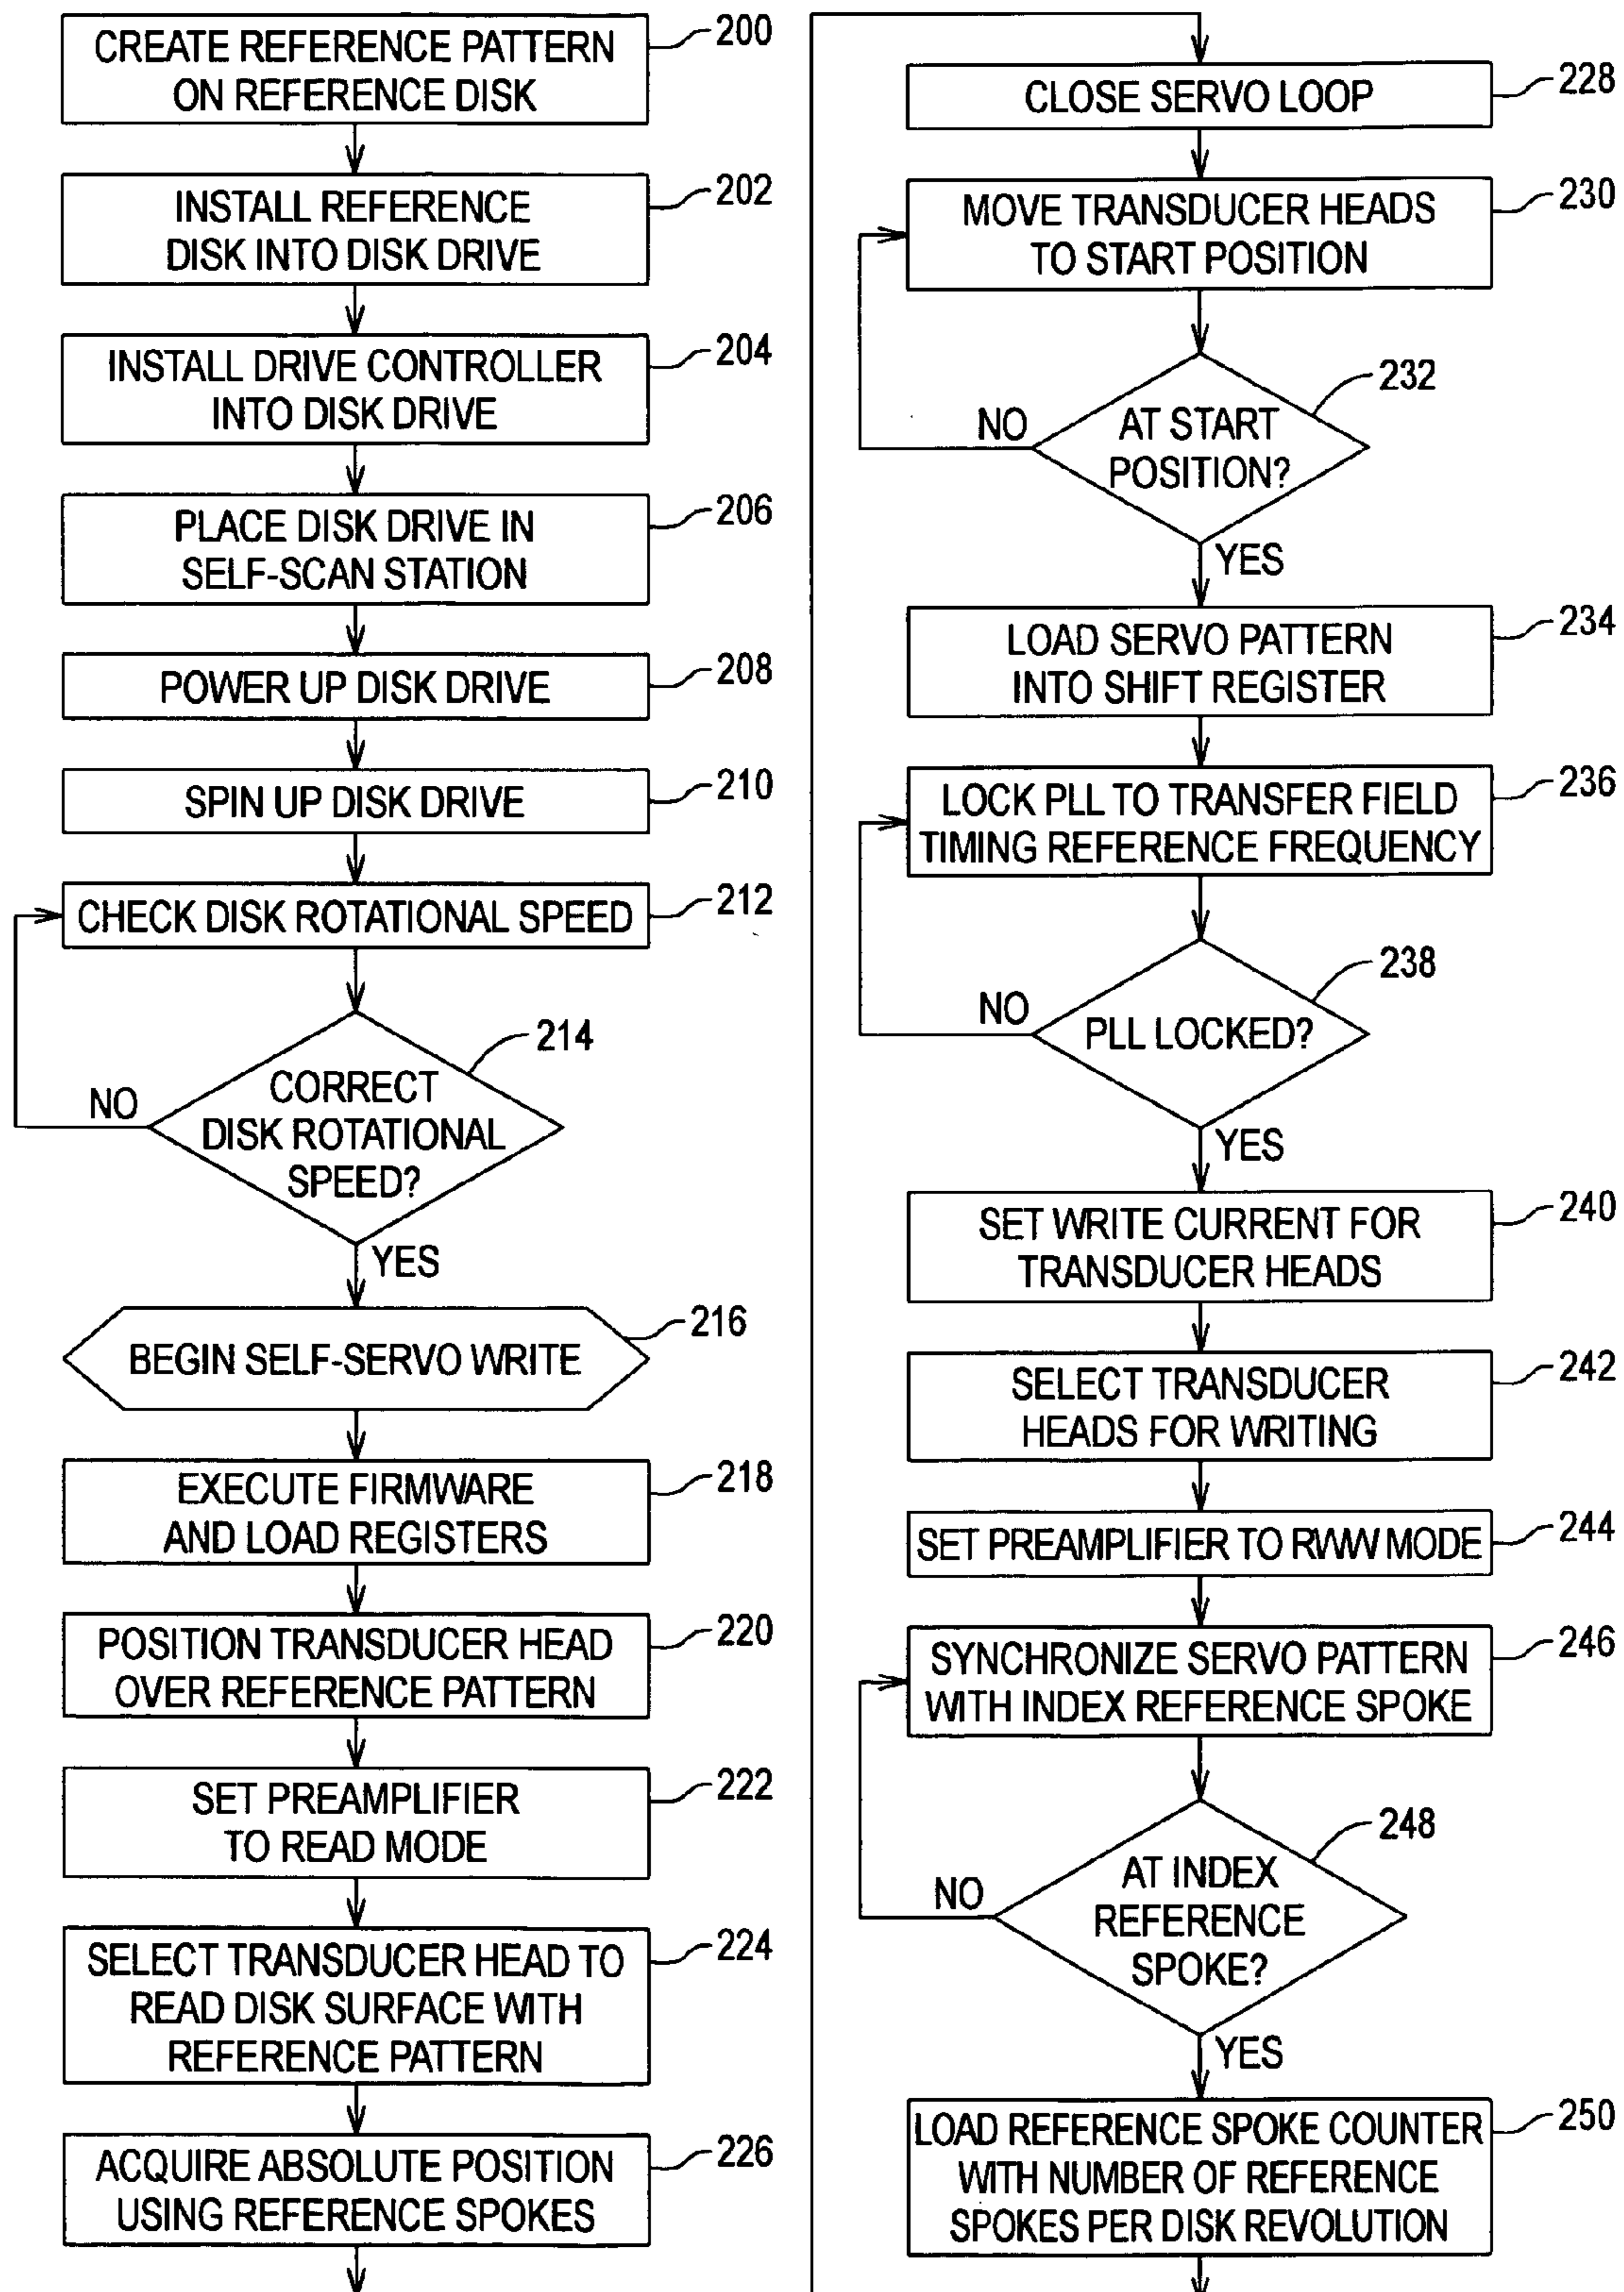 CREATE REFERENCE PATTERN
ON REFERENCE DISK
200
INSTALL REFERENCE
DISK INTO DISK DRIVE
202
INSTALL DRIVE CONTROLLER
INTO DISK DRIVE
204
PLACE DISK DRIVE IN
SELF-SCAN STATION
206
POWER UP DISK DRIVE
208
SPIN UP DISK DRIVE
210
CHECK DISK ROTATIONAL SPEED
212
CORRECT
DISK ROTATIONAL
SPEED?
214
NO
YES
BEGIN SELF-SERVO WRITE
216
EXECUTE FIRMWARE
AND LOAD REGISTERS
218
POSITION TRANSDUCER HEAD
OVER REFERENCE PATTERN
220
SET PREAMPLIFIER
TO READ MODE
222
SELECT TRANSDUCER HEAD TO
READ DISK SURFACE WITH
REFERENCE PATTERN
224
ACQUIRE ABSOLUTE POSITION
USING REFERENCE SPOKES
226
CLOSE SERVO LOOP
228
MOVE TRANSDUCER HEADS
TO START POSITION
230
AT START
POSITION?
232
NO
YES
LOAD SERVO PATTERN
INTO SHIFT REGISTER
234
LOCK PLL TO TRANSFER FIELD
TIMING REFERENCE FREQUENCY
236
PLL LOCKED?
238
NO
YES
SET WRITE CURRENT FOR
TRANSDUCER HEADS
240
SELECT TRANSDUCER
HEADS FOR WRITING
242
SET PREAMPLIFIER TO RWW MODE
244
SYNCHRONIZE SERVO PATTERN
WITH INDEX REFERENCE SPOKE
246
AT INDEX
REFERENCE
SPOKE?
248
NO
YES
LOAD REFERENCE SPOKE COUNTER
WITH NUMBER OF REFERENCE
SPOKES PER DISK REVOLUTION
250